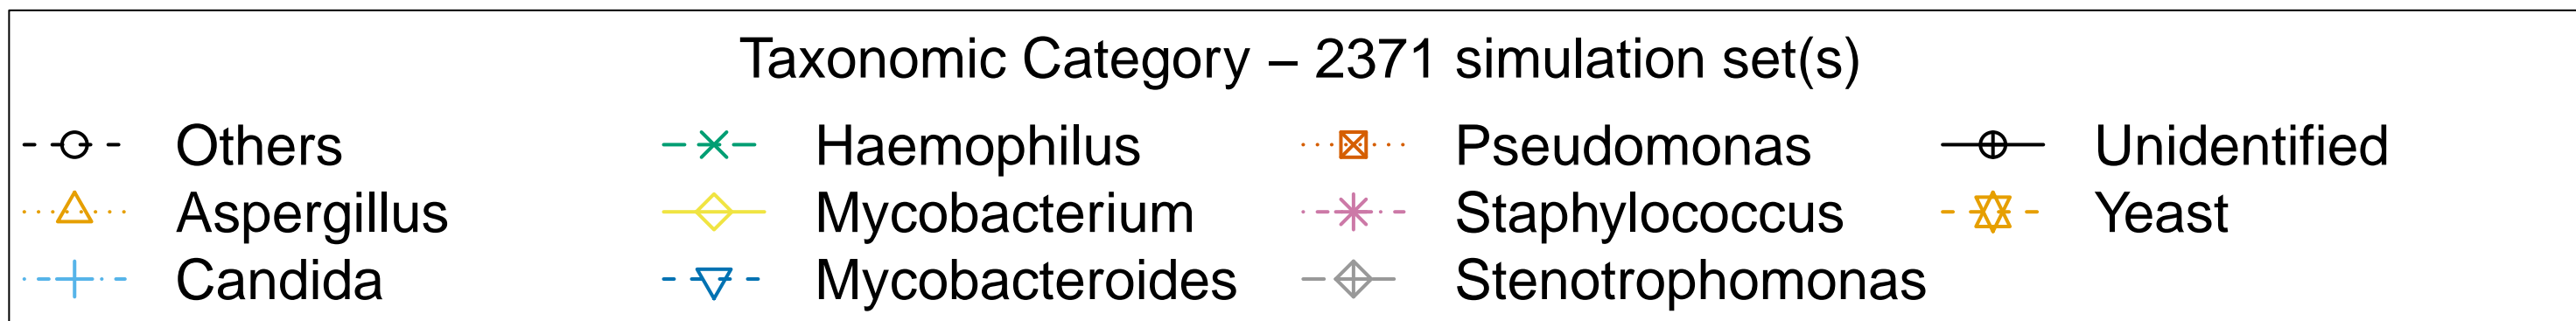 Taxonomic Category – 2371 simulation set(s)
Others Haemophilus Pseudomonas Unidentified
Aspergillus Mycobacterium Staphylococcus Yeast
Candida Mycobacteroides Stenotrophomonas